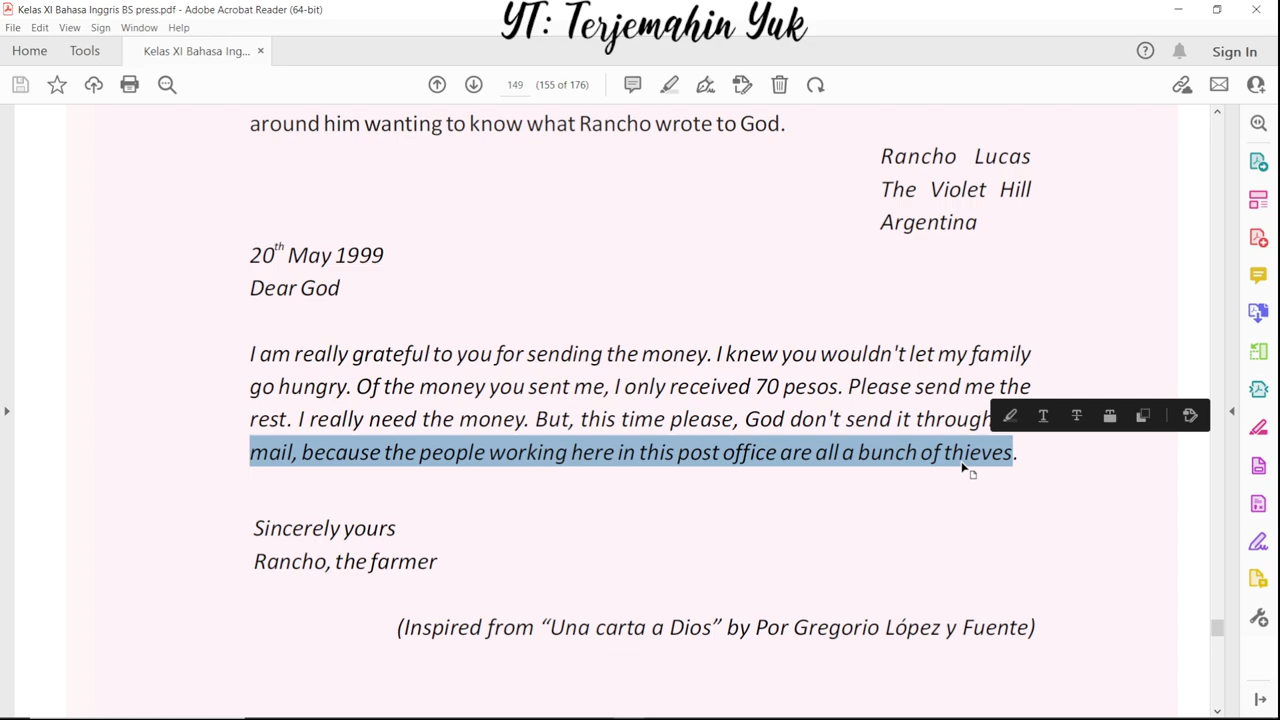 Kelas XI Bahasa Inggris BS press.pdf - Adobe Acrobat Reader (64-bit)
YT: Terjemahin Yuk
File Edit View Sign Window Help
Home Tools Kelas XI Bahasa Ing... × Sign In
149 (155 of 176)
around him wanting to know what Rancho wrote to God.
Rancho Lucas
The Violet Hill
Argentina
20th May 1999
Dear God
I am really grateful to you for sending the money. I knew you wouldn't let my family
go hungry. Of the money you sent me, I only received 70 pesos. Please send me the
rest. I really need the money. But, this time please, God don't send it through
mail, because the people working here in this post office are all a bunch of thieves.
Sincerely yours
Rancho, the farmer
(Inspired from “Una carta a Dios” by Por Gregorio López y Fuente)